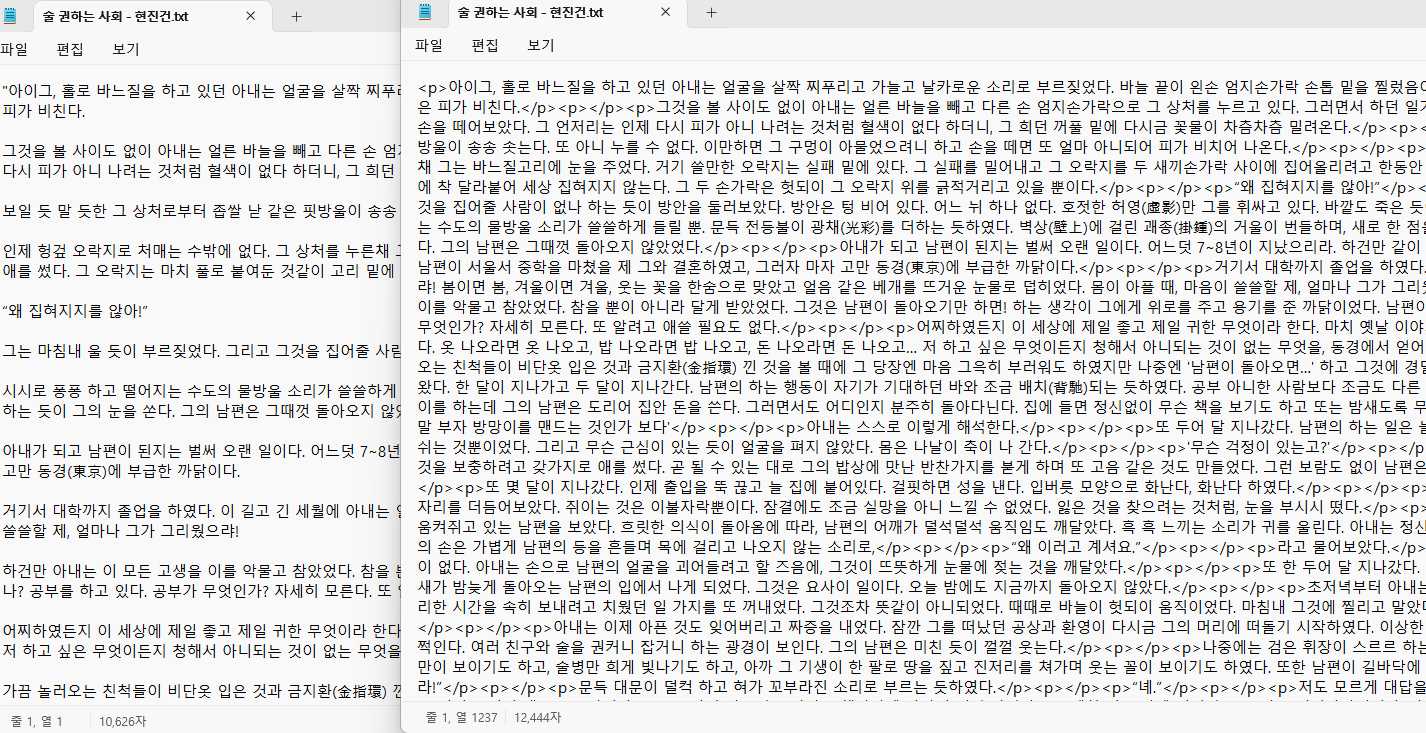 술 권하는 사회 - 현진건.txt
파일 편집 보기
"아이그, 홀로 바느질을 하고 있던 아내는 얼굴을 살짝 찌푸리
피가 비친다.
그것을 볼 사이도 없이 아내는 얼른 바늘을 빼고 다른 손 엄지
다시 피가 아니 나려는 것처럼 혈색이 없다 하더니, 그 희던
보일 듯 말 듯한 그 상처로부터 좁쌀 낟 같은 핏방울이 송송
인제 헝겊 오락지로 처매는 수밖에 없다. 그 상처를 누른채 그
애를 썼다. 그 오락지는 마치 풀로 붙여둔 것같이 고리 밑에
“왜 집혀지지를 않아!”
그는 마침내 울 듯이 부르짖었다. 그리고 그것을 집어줄 사람
시시로 퐁퐁 하고 떨어지는 수도의 물방울 소리가 쓸쓸하게
하는 듯이 그의 눈을 쏜다. 그의 남편은 그때껏 돌아오지 않았
아내가 되고 남편이 된지는 벌써 오랜 일이다. 어느덧 7~8년
고만 동경(東京)에 부급한 까닭이다.
거기서 대학까지 졸업을 하였다. 이 길고 긴 세월에 아내는
쓸쓸할 제, 얼마나 그가 그리웠으랴!
하건만 아내는 이 모든 고생을 이를 악물고 참았었다. 참을
나? 공부를 하고 있다. 공부가 무엇인가? 자세히 모른다. 또
어찌하였든지 이 세상에 제일 좋고 제일 귀한 무엇이라 한다
저 하고 싶은 무엇이든지 청해서 아니되는 것이 없는 무엇을
가끔 놀러오는 친척들이 비단옷 입은 것과 금지환(金指環)
줄 1, 열 1 10,626자
술 권하는 사회 - 현진건.txt
파일 편집 보기
<p>아이그, 홀로 바느질을 하고 있던 아내는 얼굴을 살짝 찌푸리고 가늘고 날카로운 소리로 부르짖었다. 바늘 끝이 왼손 엄지손가락 손톱 밑을 찔렀음이
은 피가 비친다.</p><p></p><p>그것을 볼 사이도 없이 아내는 얼른 바늘을 빼고 다른 손 엄지손가락으로 그 상처를 누르고 있다. 그러면서 하던 일가
손을 떼어보았다. 그 언저리는 인제 다시 피가 아니 나려는 것처럼 혈색이 없다 하더니, 그 희던 꺼풀 밑에 다시금 꽃물이 차츰차츰 밀려온다.</p><p><
방울이 송송 솟는다. 또 아니 누를 수 없다. 이만하면 그 구멍이 아물었으려니 하고 손을 떼면 또 얼마 아니되어 피가 비치어 나온다.</p><p></p><p>
채 그는 바느질고리에 눈을 주었다. 거기 쓸만한 오락지는 실패 밑에 있다. 그 실패를 밀어내고 그 오락지를 두 새끼손가락 사이에 집어올리려고 한동안
에 착 달라붙어 세상 집혀지지 않는다. 그 두 손가락은 헛되이 그 오락지 위를 긁적거리고 있을 뿐이다.</p><p></p><p>“왜 집혀지지를 않아!”</p><
것을 집어줄 사람이 없나 하는 듯이 방안을 둘러보았다. 방안은 텅 비어 있다. 어느 뉘 하나 없다. 호젓한 허영(虛影)만 그를 휘싸고 있다. 바깥도 죽은 듯
는 수도의 물방울 소리가 쓸쓸하게 들릴 뿐. 문득 전등불이 광채(光彩)를 더하는 듯하였다. 벽상(壁上)에 걸린 괘종(掛鍾)의 거울이 번들하며, 새로 한 점을
다. 그의 남편은 그때껏 돌아오지 않았었다.</p><p></p><p>아내가 되고 남편이 된지는 벌써 오랜 일이다. 어느덧 7~8년이 지났으리라. 하건만 같이
남편이 서울서 중학을 마쳤을 제 그와 결혼하였고, 그러자 마자 고만 동경(東京)에 부급한 까닭이다.</p><p></p><p>거기서 대학까지 졸업을 하였다.
랴! 봄이면 봄, 겨울이면 겨울, 웃는 꽃을 한숨으로 맞았고 얼음 같은 베개를 뜨거운 눈물로 덥히었다. 몸이 아플 때, 마음이 쓸쓸할 제, 얼마나 그가 그리웠
이를 악물고 참았었다. 참을 뿐이 아니라 달게 받았었다. 그것은 남편이 돌아오기만 하면! 하는 생각이 그에게 위로를 주고 용기를 준 까닭이었다. 남편이
무엇인가? 자세히 모른다. 또 알려고 애쓸 필요도 없다.</p><p></p><p>어찌하였든지 이 세상에 제일 좋고 제일 귀한 무엇이라 한다. 마치 옛날 이야
다. 옷 나오라면 옷 나오고, 밥 나오라면 밥 나오고, 돈 나오라면 돈 나오고... 저 하고 싶은 무엇이든지 청해서 아니되는 것이 없는 무엇을, 동경에서 얻어
오는 친척들이 비단옷 입은 것과 금지환(金指環) 낀 것을 볼 때에 그 당장엔 마음 그윽히 부러워도 하였지만 나중엔 '남편이 돌아오면...' 하고 그것에 경멸
왔다. 한 달이 지나가고 두 달이 지나간다. 남편의 하는 행동이 자기가 기대하던 바와 조금 배치(背馳)되는 듯하였다. 공부 아니한 사람보다 조금도 다른
이를 하는데 그의 남편은 도리어 집안 돈을 쓴다. 그러면서도 어디인지 분주히 돌아다닌다. 집에 들면 정신없이 무슨 책을 보기도 하고 또는 밤새도록 무
말 부자 방망이를 맨드는 것인가 보다'</p><p></p><p>아내는 스스로 이렇게 해석한다.</p><p></p><p>또 두어 달 지나갔다. 남편의 하는 일은 늘
쉬는 것뿐이었다. 그리고 무슨 근심이 있는 듯이 얼굴을 펴지 않았다. 몸은 나날이 축이 나 간다.</p><p></p><p>'무슨 걱정이 있는고?'</p><p></p
것을 보충하려고 갖가지로 애를 썼다. 곧 될 수 있는 대로 그의 밥상에 맛난 반찬가지를 붇게 하며 또 고음 같은 것도 만들었다. 그런 보람도 없이 남편은
</p><p>또 몇 달이 지나갔다. 인제 출입을 뚝 끊고 늘 집에 붙어있다. 걸핏하면 성을 낸다. 입버릇 모양으로 화난다, 화난다 하였다.</p><p></p><p>
자리를 더듬어보았다. 쥐이는 것은 이불자락뿐이다. 잠결에도 조금 실망을 아니 느낄 수 없었다. 잃은 것을 찾으려는 것처럼, 눈을 부시시 떴다.</p><p><
움켜쥐고 있는 남편을 보았다. 흐릿한 의식이 돌아옴에 따라, 남편의 어깨가 덜석덜석 움직임도 깨달았다. 흑 흑 느끼는 소리가 귀를 울린다. 아내는 정신
의 손은 가볍게 남편의 등을 흔들며 목에 걸리고 나오지 않는 소리로,</p><p></p><p>“왜 이러고 계셔요.”</p><p></p><p>라고 물어보았다.</p>
이 없다. 아내는 손으로 남편의 얼굴을 괴어들려고 할 즈음에, 그것이 뜨뜻하게 눈물에 젖는 것을 깨달았다.</p><p></p><p>또 한 두어 달 지나갔다.
새가 밤늦게 돌아오는 남편의 입에서 나게 되었다. 그것은 요사이 일이다. 오늘 밤에도 지금까지 돌아오지 않았다.</p><p></p><p>초저녁부터 아내는
리한 시간을 속히 보내려고 치웠던 일 가지를 또 꺼내었다. 그것조차 뜻같이 아니되었다. 때때로 바늘이 헛되이 움직이었다. 마침내 그것에 찔리고 말았다
</p><p></p><p>아내는 이제 아픈 것도 잊어버리고 짜증을 내었다. 잠깐 그를 떠났던 공상과 환영이 다시금 그의 머리에 떠돌기 시작하였다. 이상한
쩍인다. 여러 친구와 술을 권커니 잡거니 하는 광경이 보인다. 그의 남편은 미친 듯이 껄껄 웃는다.</p><p></p><p>나중에는 검은 휘장이 스르르 하는
만이 보이기도 하고, 술병만 희게 빛나기도 하고, 아까 그 기생이 한 팔로 땅을 짚고 진저리를 쳐가며 웃는 꼴이 보이기도 하였다. 또한 남편이 길바닥에
라!”</p><p></p><p>문득 대문이 덜컥 하고 혀가 꼬부라진 소리로 부르는 듯하였다.</p><p></p><p>“네.”</p><p></p><p>저도 모르게 대답을
줄 1, 열 1237 12,444자